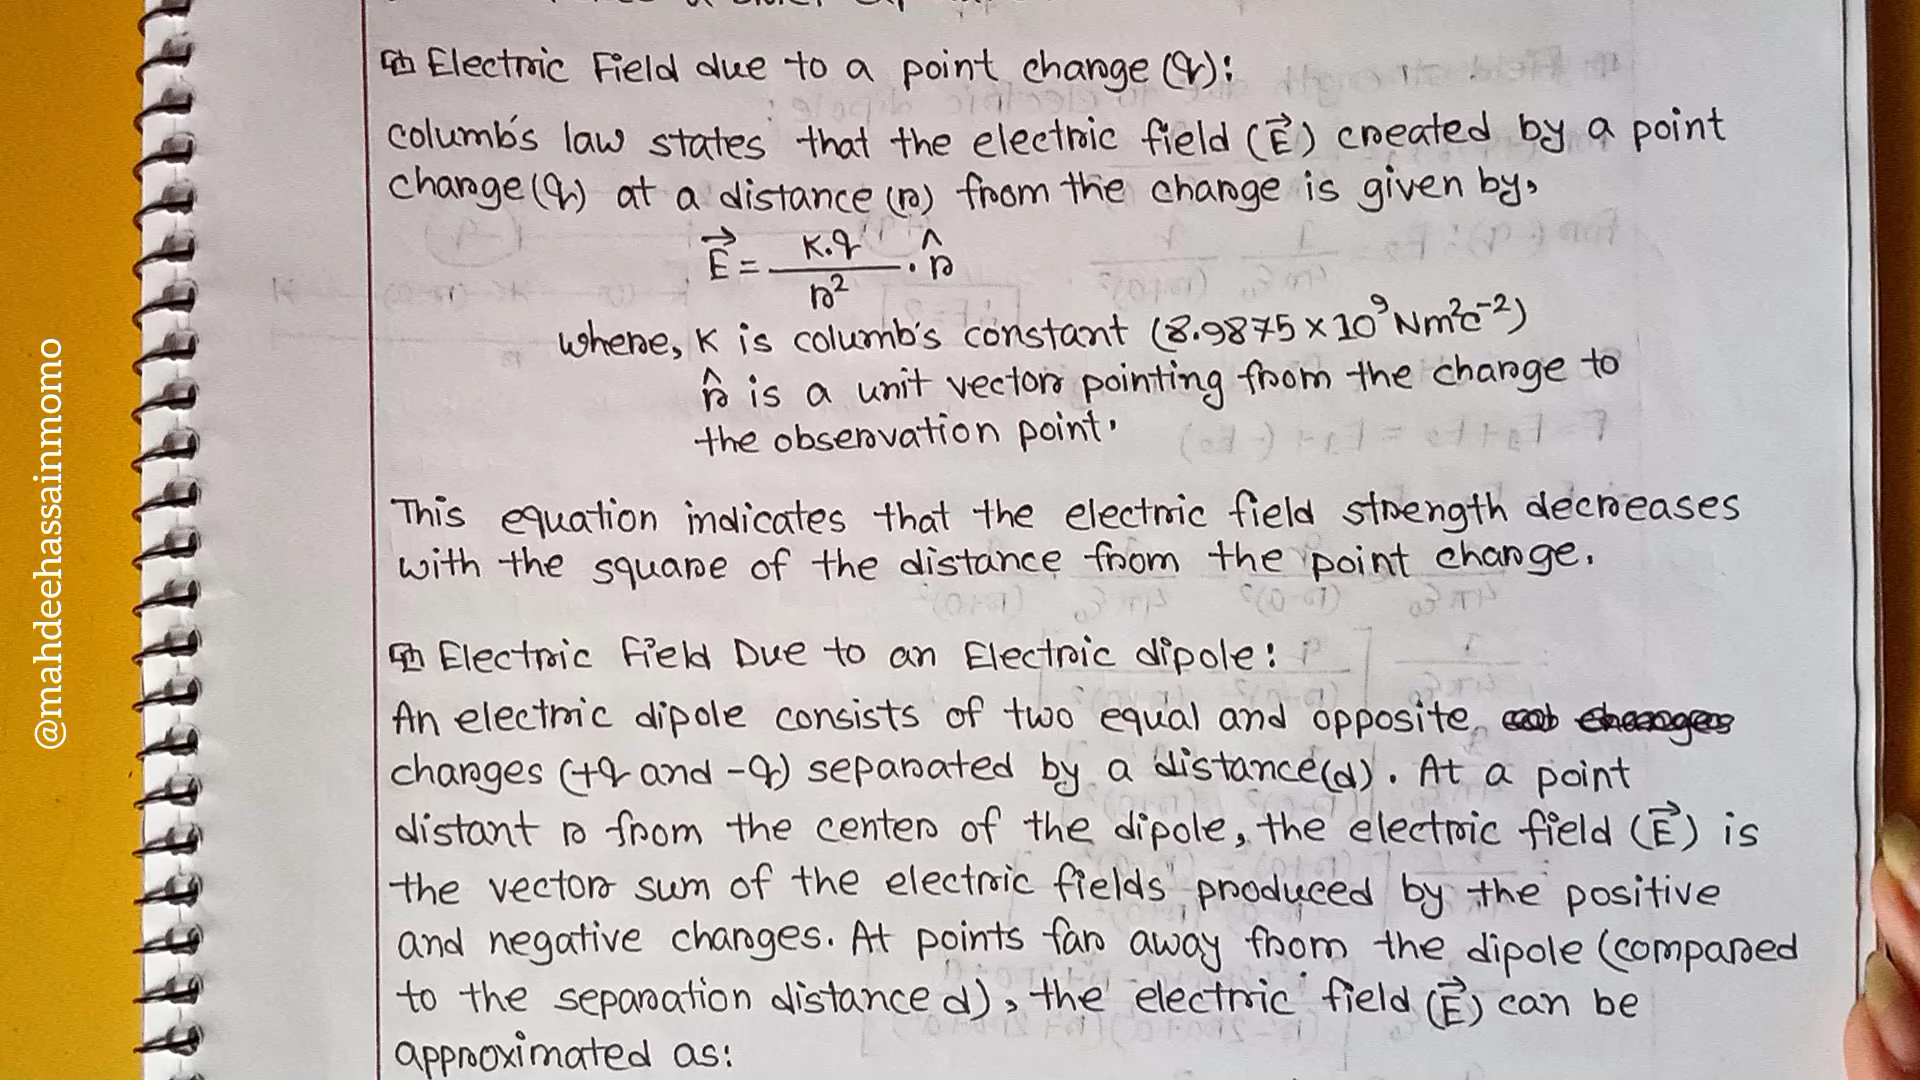 Electric Field due to a point charge (q):
columb's law states that the electric field (E⃗) created by a point
charge (q) at a distance (r) from the charge is given by,
E⃗ = K.q / r² . r̂
where, K is columb's constant (8.9875 × 10⁹ Nm²c⁻²)
r̂ is a unit vector pointing from the charge to
the observation point.
This equation indicates that the electric field strength decreases
with the square of the distance from the point charge.
Electric Field Due to an Electric dipole:
An electric dipole consists of two equal and opposite
charges (+q and -q) separated by a distance (d). At a point
distant r from the center of the dipole, the electric field (E⃗) is
the vector sum of the electric fields produced by the positive
and negative charges. At points far away from the dipole (compared
to the separation distance d), the electric field (E⃗) can be
approximated as:
@mahdeehassainmomo